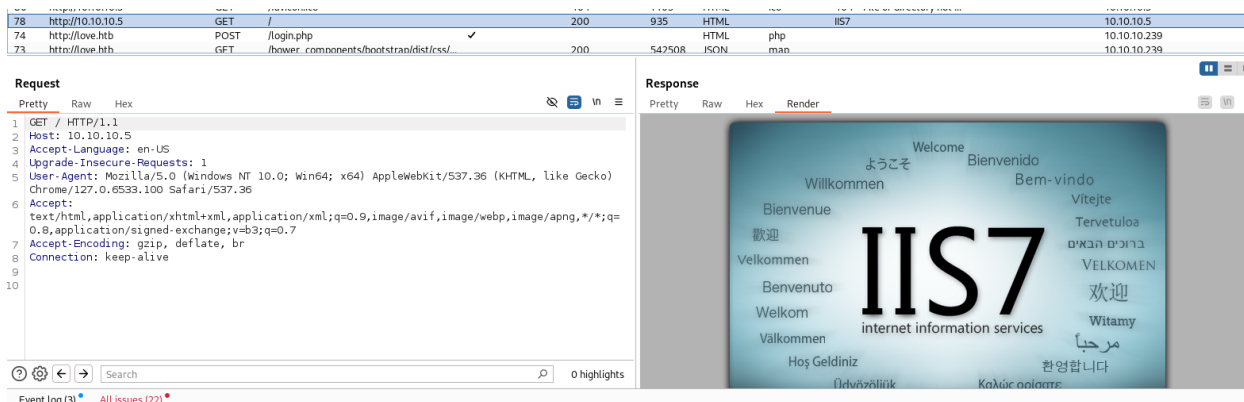 78 http://10.10.10.5 GET / 200 935 HTML IIS7 10.10.10.5
74 http://love.htb POST /login.php ✓ HTML php 10.10.10.239
73 http://love.htb GET /bower_components/bootstrap/dist/css/... 200 542508 JSON map 10.10.10.239
Request
Pretty Raw Hex \n
1 GET / HTTP/1.1
2 Host: 10.10.10.5
3 Accept-Language: en-US
4 Upgrade-Insecure-Requests: 1
5 User-Agent: Mozilla/5.0 (Windows NT 10.0; Win64; x64) AppleWebKit/537.36 (KHTML, like Gecko)
Chrome/127.0.6533.100 Safari/537.36
6 Accept:
text/html,application/xhtml+xml,application/xml;q=0.9,image/avif,image/webp,image/apng,*/*;q=
0.8,application/signed-exchange;v=b3;q=0.7
7 Accept-Encoding: gzip, deflate, br
8 Connection: keep-alive
9
10
Search 0 highlights
Event log (3) All issues (22)
Response
Pretty Raw Hex Render \n
Welcome
ようこそ
Bienvenido
Willkommen
Bem-vindo
Bienvenue
Vítejte
歡迎
Tervetuloa
ברוכים הבאים
Velkommen
VELKOMEN
Benvenuto
欢迎
Welkom
Witamy
IIS7
internet information services
Välkommen
مرحباً
Hoş Geldiniz
환영합니다
Üdvözöljük